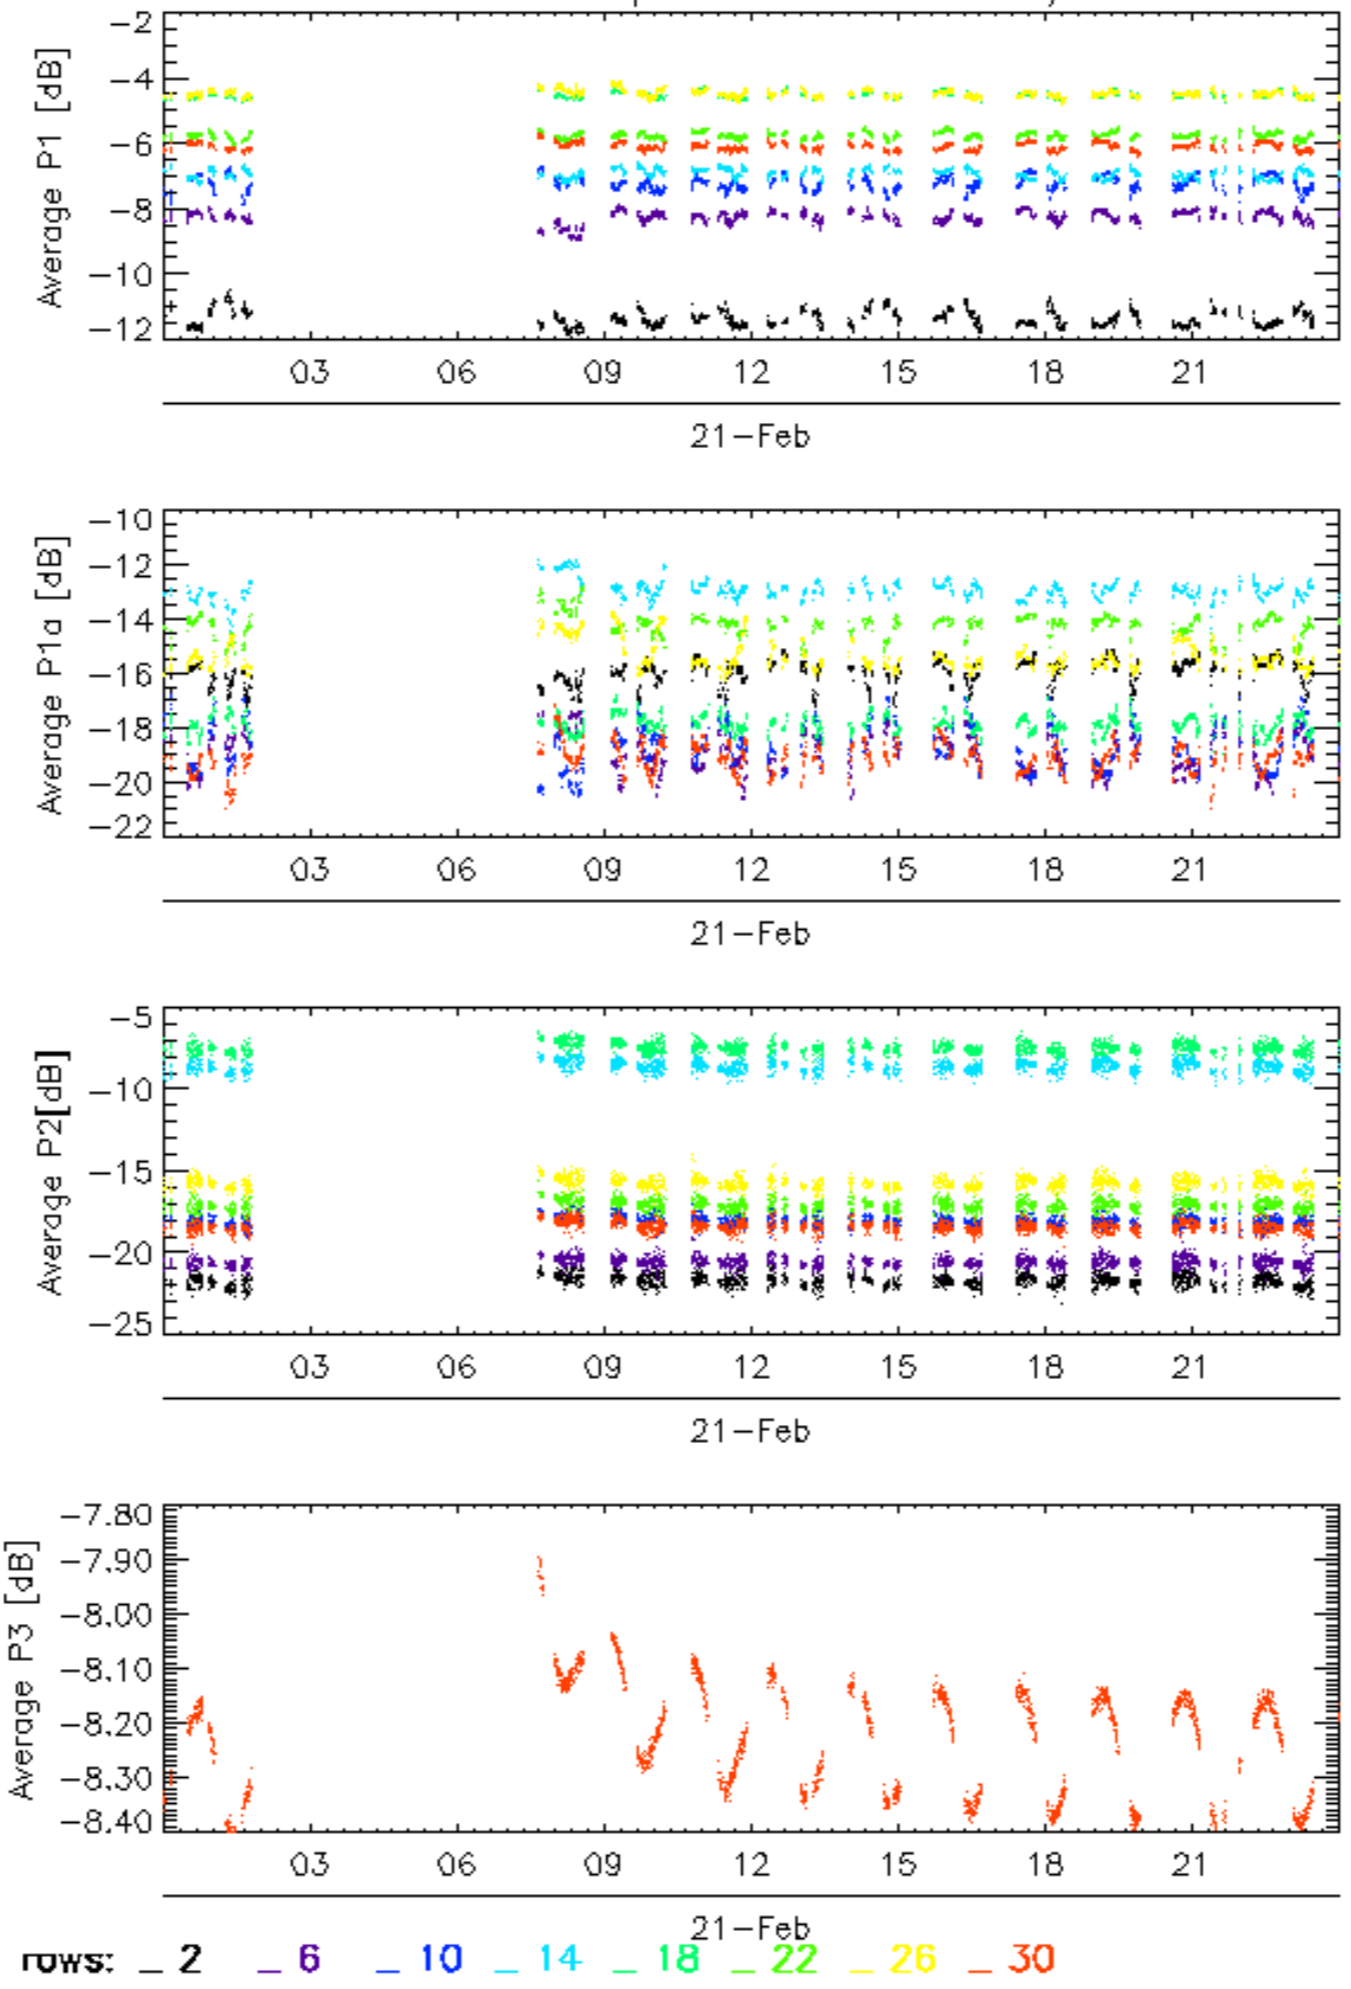 -2
-4
-6
-8
-10
-12
Average P1 [dB]
03 06 09 12 15 18 21
21-Feb
-10
-12
-14
-16
-18
-20
-22
Average P1a [dB]
03 06 09 12 15 18 21
21-Feb
-5
-10
-15
-20
-25
Average P2[dB]
03 06 09 12 15 18 21
21-Feb
-7.80
-7.90
-8.00
-8.10
-8.20
-8.30
-8.40
Average P3 [dB]
03 06 09 12 15 18 21
21-Feb
rows: _ 2 _ 6 _ 10 _ 14 _ 18 _ 22 _ 26 _ 30